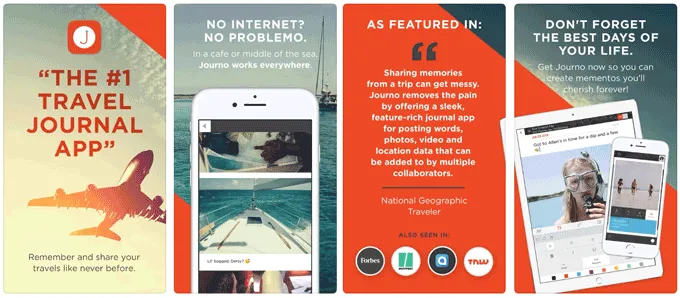 J
“THE #1
TRAVEL
JOURNAL
APP”
Remember and share your
travels like never before.
NO INTERNET?
NO PROBLEMO.
In a cafe or middle of the sea,
Journo works everywhere.
Lil' biggest, Daisy?
AS FEATURED IN:
“
Sharing memories
from a trip can get messy.
Journo removes the pain
by offering a sleek,
feature-rich journal app
for posting words,
photos, video and
location data that can
be added to by multiple
collaborators.
National Geographic
Traveler
ALSO SEEN IN:
Forbes
TNW
DON'T FORGET
THE BEST DAYS OF
YOUR LIFE.
Get Journo now so you can
create mementos you'll
cherish forever!
Got to Allen's in time for a dip and a few